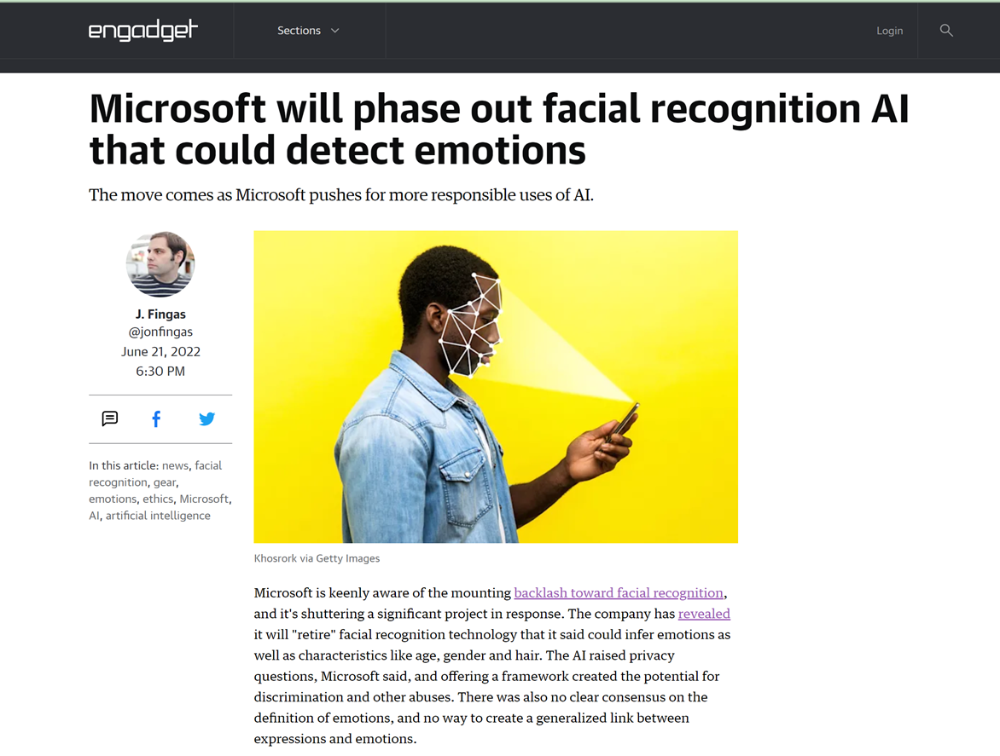 engadget
Sections
Login
Microsoft will phase out facial recognition AI
that could detect emotions
The move comes as Microsoft pushes for more responsible uses of AI.
J. Fingas
@jonfingas
June 21, 2022
6:30 PM
In this article: news, facial
recognition, gear,
emotions, ethics, Microsoft,
AI, artificial intelligence
Khosrork via Getty Images
Microsoft is keenly aware of the mounting backlash toward facial recognition,
and it's shuttering a significant project in response. The company has revealed
it will "retire" facial recognition technology that it said could infer emotions as
well as characteristics like age, gender and hair. The AI raised privacy
questions, Microsoft said, and offering a framework created the potential for
discrimination and other abuses. There was also no clear consensus on the
definition of emotions, and no way to create a generalized link between
expressions and emotions.